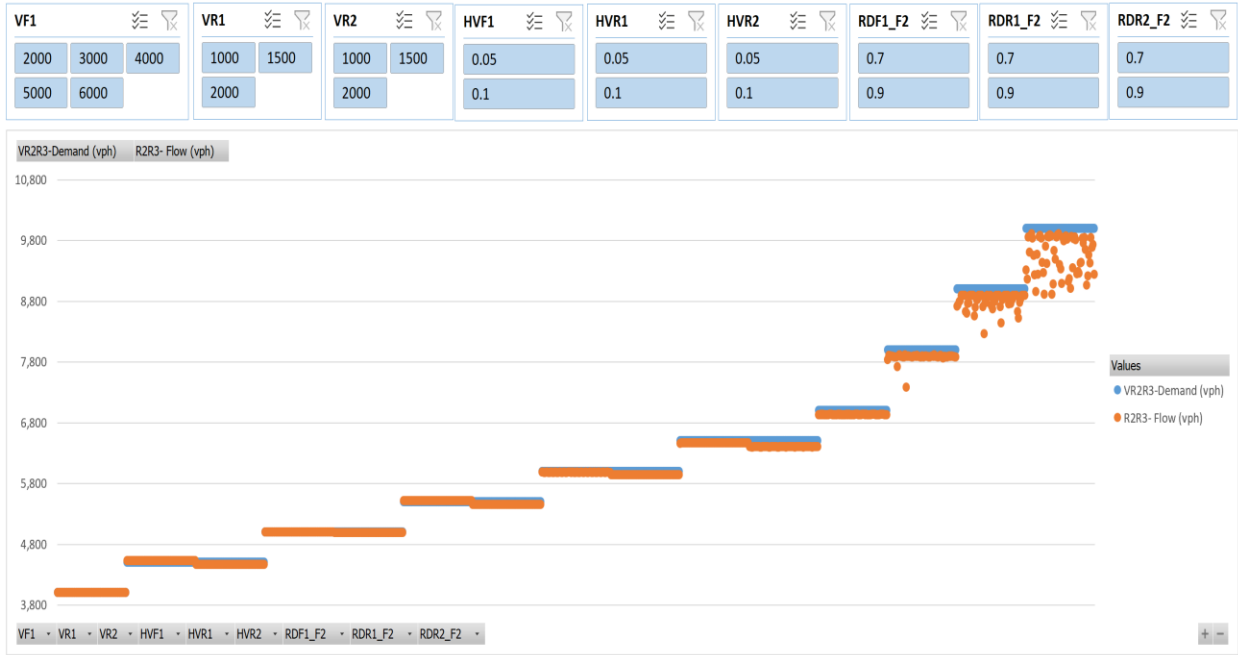 VF1 VR1 VR2 HVF1 HVR1 HVR2 RDF1_F2 RDR1_F2 RDR2_F2
2000 3000 4000 1000 1500 1000 1500 0.05 0.05 0.05 0.7 0.7 0.7
5000 6000 2000 2000 0.1 0.1 0.1 0.9 0.9 0.9
VR2R3-Demand (vph) R2R3- Flow (vph)
10,800
9,800
8,800
7,800
6,800
5,800
4,800
3,800
Values
VR2R3-Demand (vph)
R2R3- Flow (vph)
VF1 VR1 VR2 HVF1 HVR1 HVR2 RDF1_F2 RDR1_F2 RDR2_F2 + −